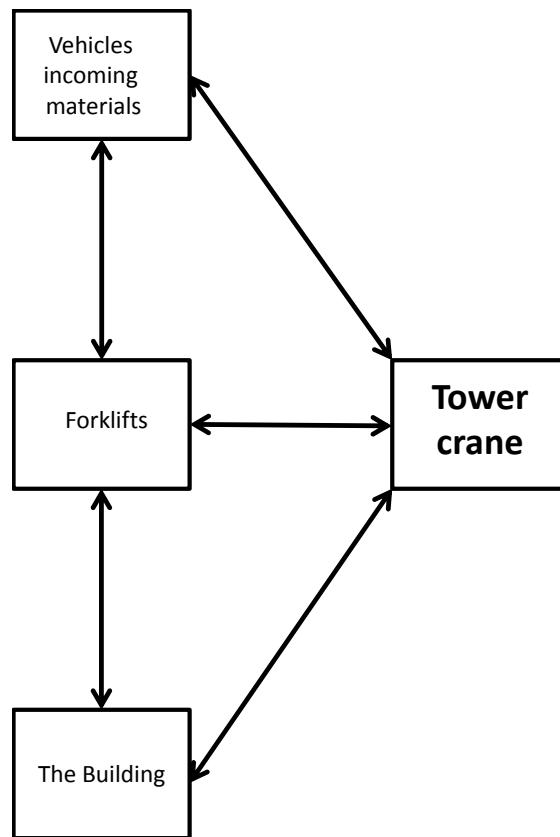 Vehicles
incoming
materials
Forklifts
Tower
crane
The Building